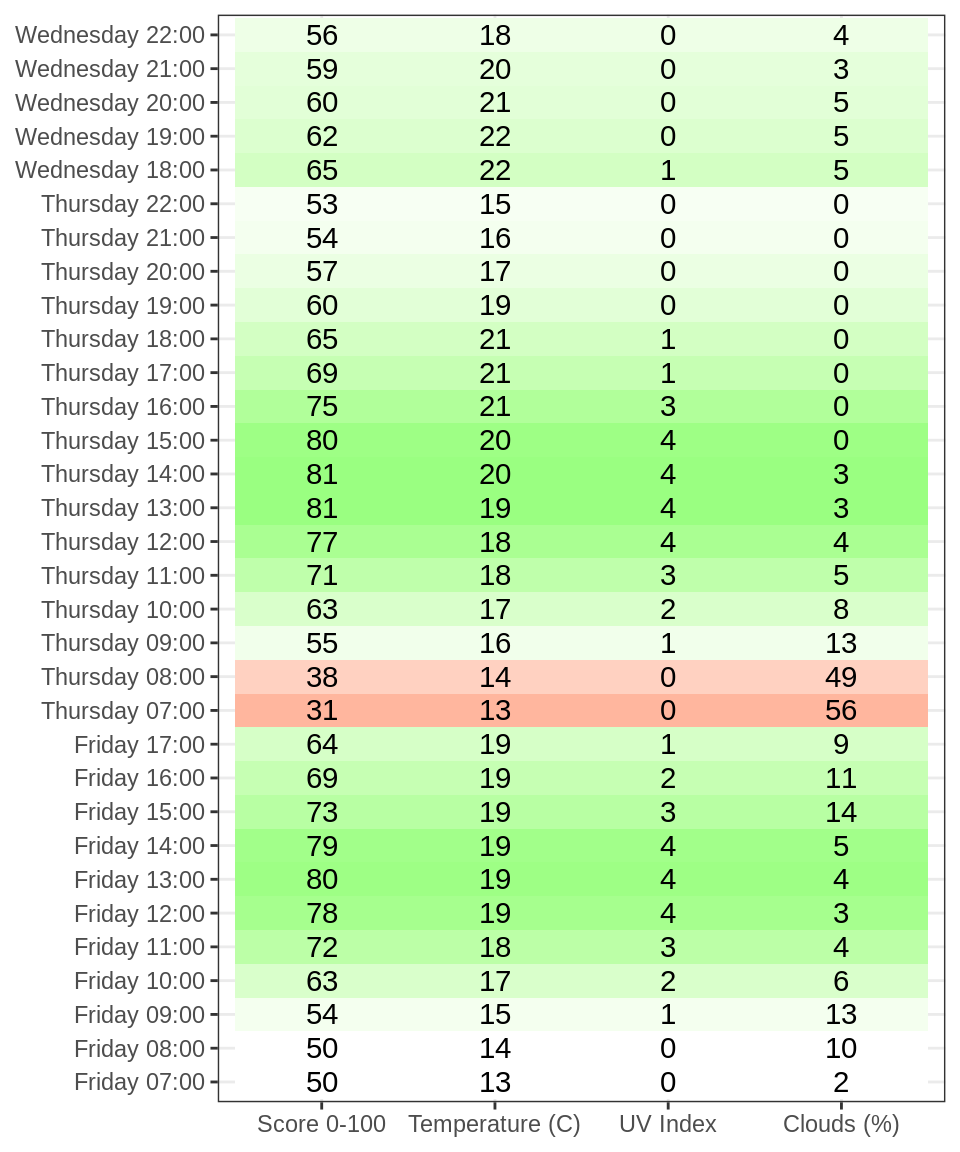 Wednesday 22:00 56 18 0 4
Wednesday 21:00 59 20 0 3
Wednesday 20:00 60 21 0 5
Wednesday 19:00 62 22 0 5
Wednesday 18:00 65 22 1 5
Thursday 22:00 53 15 0 0
Thursday 21:00 54 16 0 0
Thursday 20:00 57 17 0 0
Thursday 19:00 60 19 0 0
Thursday 18:00 65 21 1 0
Thursday 17:00 69 21 1 0
Thursday 16:00 75 21 3 0
Thursday 15:00 80 20 4 0
Thursday 14:00 81 20 4 3
Thursday 13:00 81 19 4 3
Thursday 12:00 77 18 4 4
Thursday 11:00 71 18 3 5
Thursday 10:00 63 17 2 8
Thursday 09:00 55 16 1 13
Thursday 08:00 38 14 0 49
Thursday 07:00 31 13 0 56
Friday 17:00 64 19 1 9
Friday 16:00 69 19 2 11
Friday 15:00 73 19 3 14
Friday 14:00 79 19 4 5
Friday 13:00 80 19 4 4
Friday 12:00 78 19 4 3
Friday 11:00 72 18 3 4
Friday 10:00 63 17 2 6
Friday 09:00 54 15 1 13
Friday 08:00 50 14 0 10
Friday 07:00 50 13 0 2
Score 0-100 Temperature (C) UV Index Clouds (%)